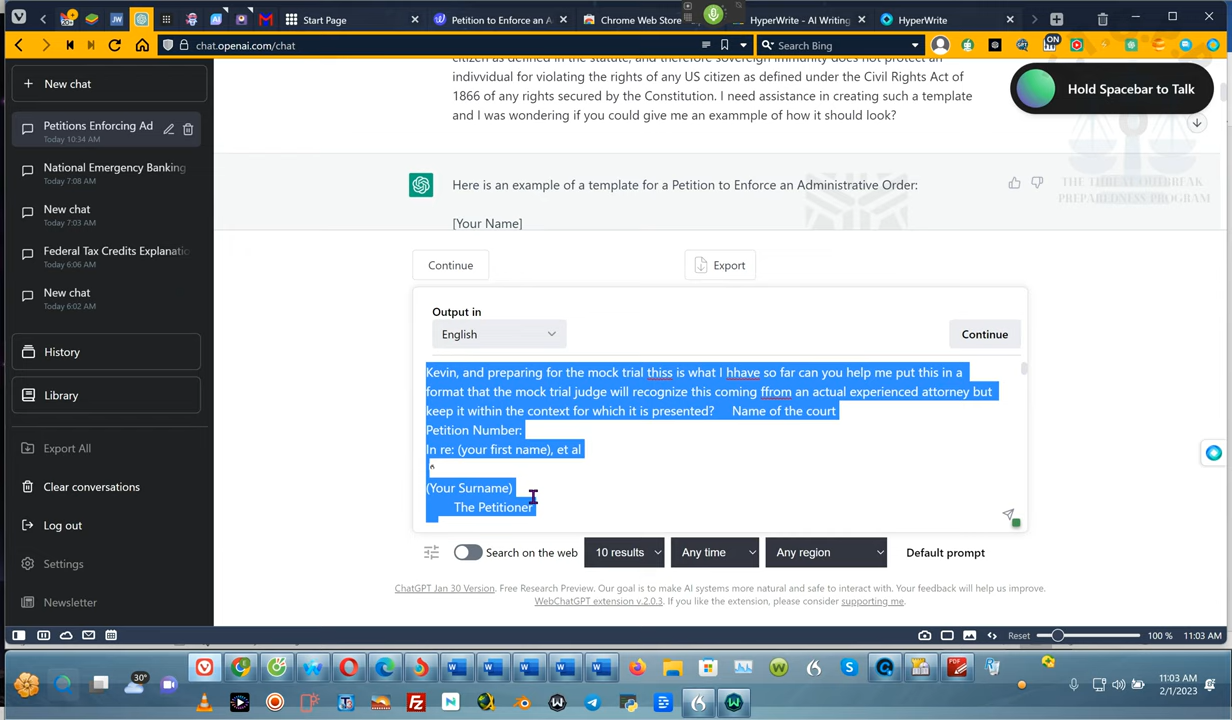 Start Page
Petition to Enforce an A
Chrome Web Store
HyperWrite - AI Writing
HyperWrite
chat.openai.com/chat
Search Bing
ON
New chat
Petitions Enforcing Ad
Today 10:34 AM
National Emergency Banking
Today 7:08 AM
New chat
Today 7:03 AM
Federal Tax Credits Explanatio
Today 6:06 AM
New chat
Today 6:02 AM
History
Library
Export All
Clear conversations
Log out
Settings
Newsletter
citizen as defined in the statute, and therefore sovereign immunity does not protect an
indivvidual for violating the rights of any US citizen as defined under the Civil Rights Act of
1866 of any rights secured by the Constitution. I need assistance in creating such a template
and I was wondering if you could give me an exammple of how it should look?
Hold Spacebar to Talk
THE THREAT OUTBREAK
PREPAREDNESS PROGRAM
Here is an example of a template for a Petition to Enforce an Administrative Order:
[Your Name]
Continue
Export
Output in
English
Continue
Kevin, and preparing for the mock trial thiss is what I hhave so far can you help me put this in a
format that the mock trial judge will recognize this coming ffrom an actual experienced attorney but
keep it within the context for which it is presented? Name of the court
Petition Number:
In re: (your first name), et al
(Your Surname)
The Petitioner
Search on the web
10 results
Any time
Any region
Default prompt
ChatGPT Jan 30 Version. Free Research Preview. Our goal is to make AI systems more natural and safe to interact with. Your feedback will help us improve.
WebChatGPT extension v.2.0.3. If you like the extension, please consider supporting me.
Reset
100 %
11:03 AM
30°
11:03 AM
2/1/2023